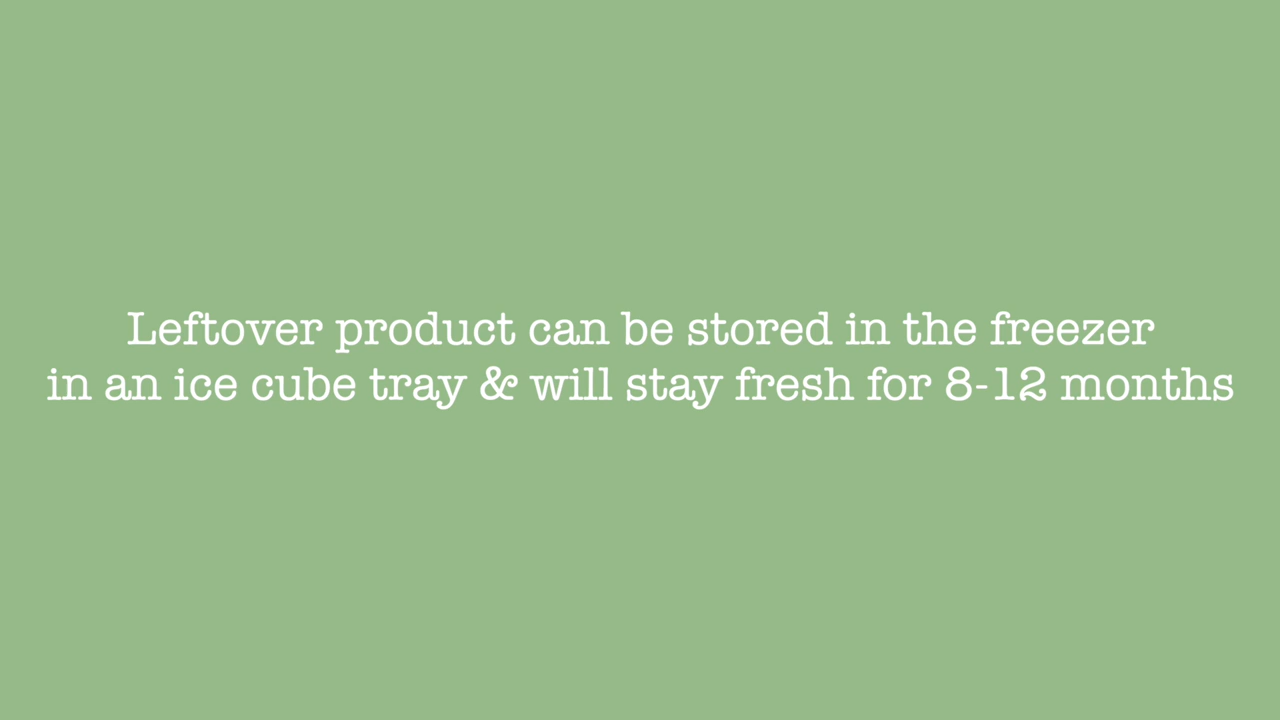 Leftover product can be stored in the freezer
in an ice cube tray & will stay fresh for 8-12 months